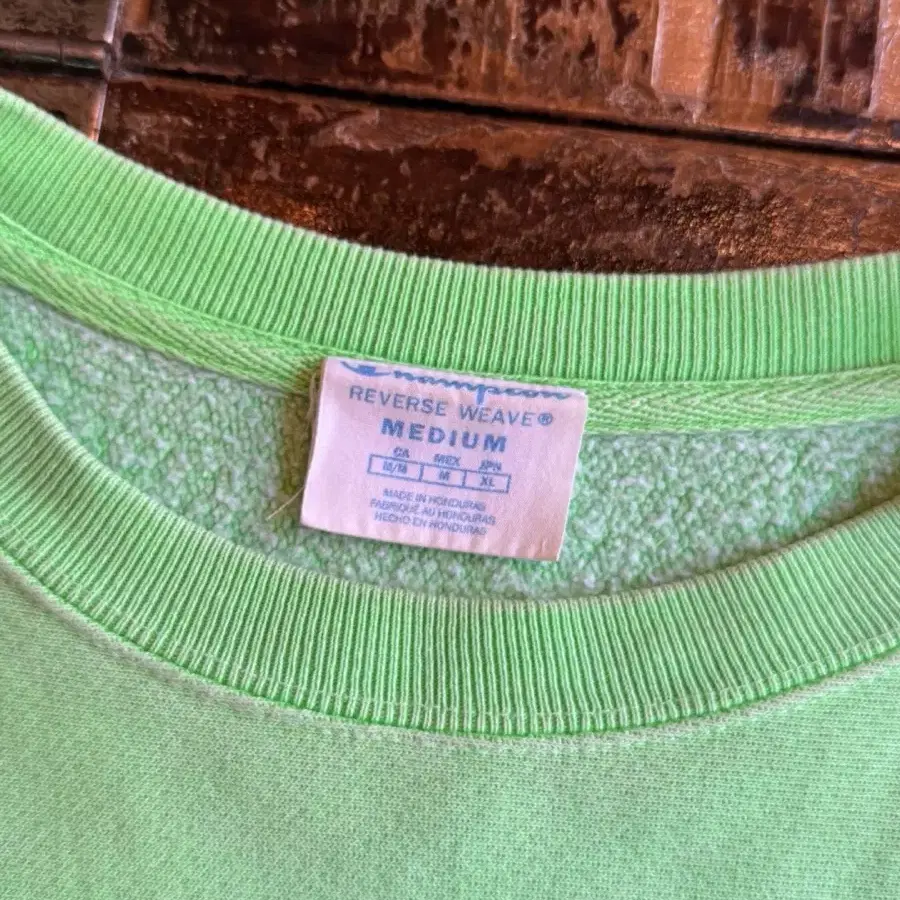 Champion
REVERSE WEAVE®
MEDIUM
CA MEX JPN
M/M M XL
MADE IN HONDURAS
FABRIQUÉ AU HONDURAS
HECHO EN HONDURAS